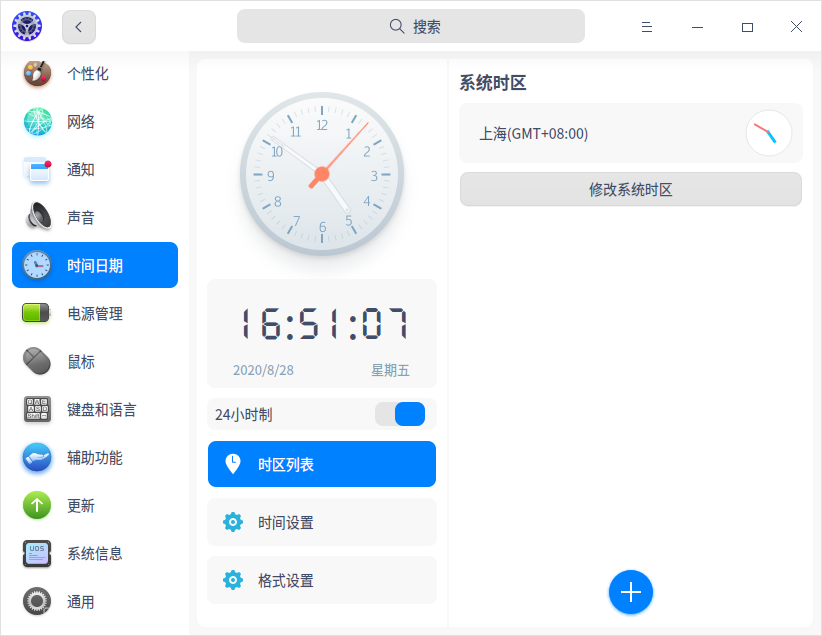 搜索
个性化
网络
通知
声音
时间日期
电源管理
鼠标
键盘和语言
辅助功能
更新
UOS
系统信息
通用
12
1
2
3
4
5
6
7
8
9
10
11
16:51:07
2020/8/28 星期五
24小时制
时区列表
时间设置
格式设置
系统时区
上海(GMT+08:00)
修改系统时区